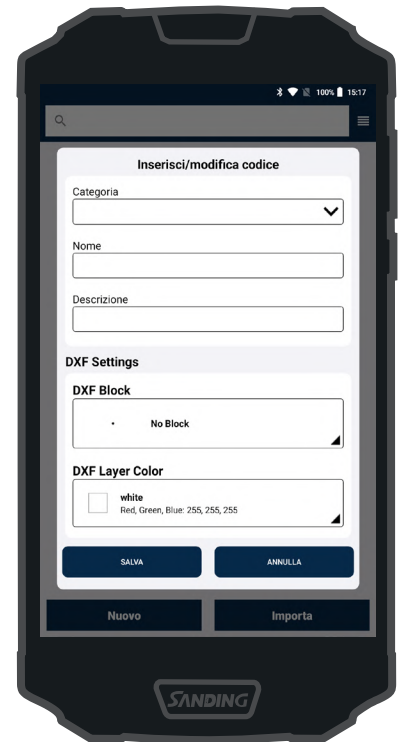 100% 15:17
Inserisci/modifica codice
Categoria
Nome
Descrizione
DXF Settings
DXF Block
No Block
DXF Layer Color
white
Red, Green, Blue: 255, 255, 255
SALVA ANNULLA
Nuovo Importa
SANDING